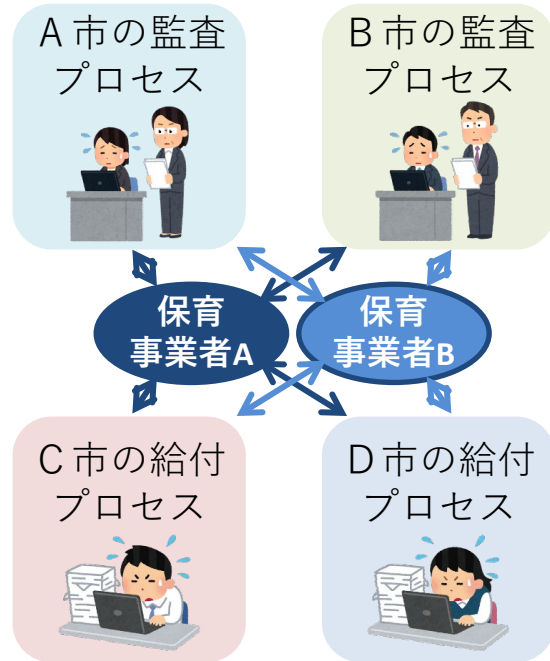 A市の監査
プロセス
B市の監査
プロセス
保育
事業者A
保育
事業者B
C市の給付
プロセス
D市の給付
プロセス